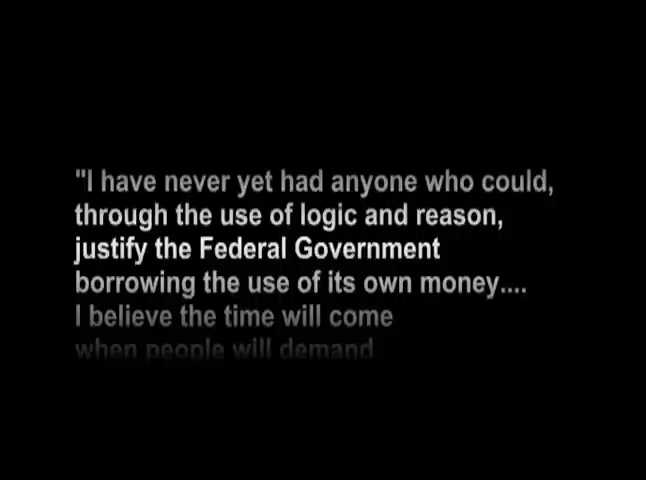 "I have never yet had anyone who could,
through the use of logic and reason,
justify the Federal Government
borrowing the use of its own money....
I believe the time will come
when people will demand